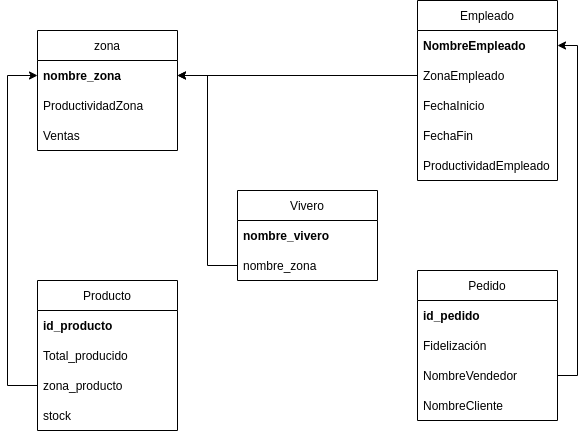 zona
nombre_zona
ProductividadZona
Ventas
Empleado
NombreEmpleado
ZonaEmpleado
FechaInicio
FechaFin
ProductividadEmpleado
Vivero
nombre_vivero
nombre_zona
Producto
id_producto
Total_producido
zona_producto
stock
Pedido
id_pedido
Fidelización
NombreVendedor
NombreCliente